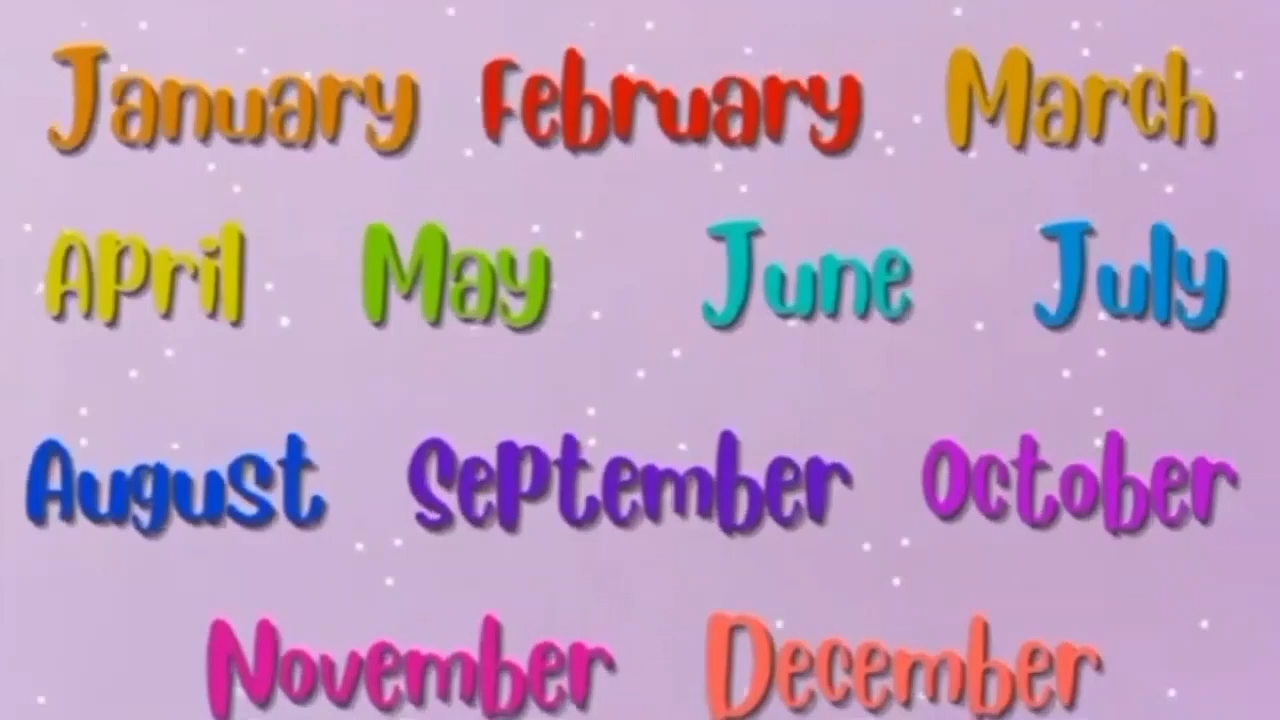 January February March
April May June July
August September October
November December